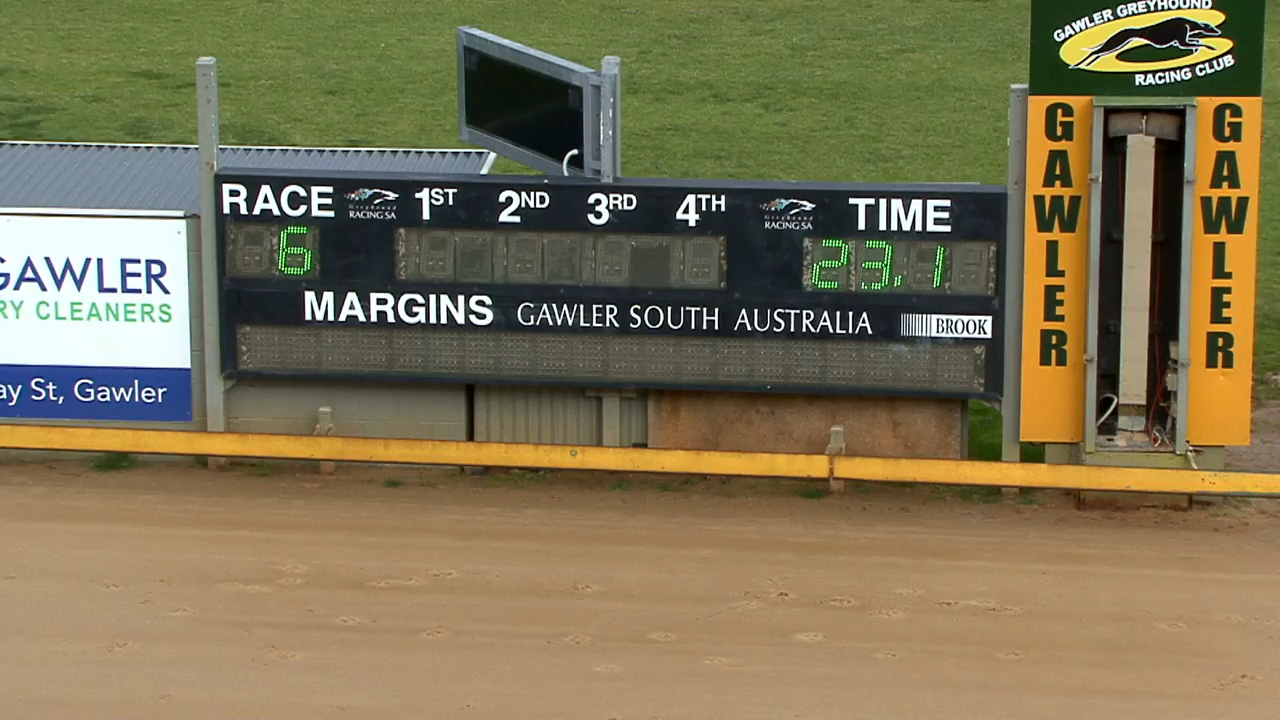 GAWLER GREYHOUND
RACING CLUB
RACE
Greyhound
RACING SA
1ST
2ND
3RD
4TH
Greyhound
RACING SA
TIME
6
23.1
MARGINS
GAWLER SOUTH AUSTRALIA
BROOK
GAWLER
GAWLER
GAWLER
RY CLEANERS
ay St, Gawler